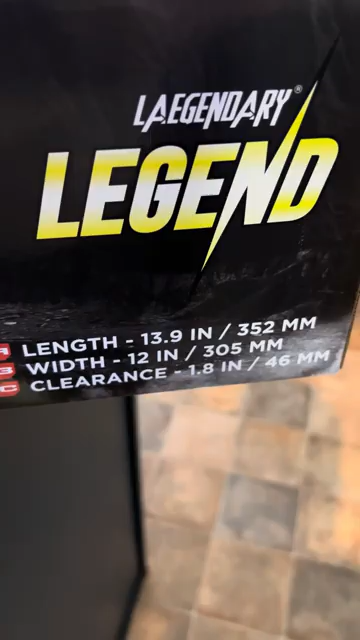 LAEGENDARY®
LEGEND
A LENGTH - 13.9 IN / 352 MM
B WIDTH - 12 IN / 305 MM
C CLEARANCE - 1.8 IN / 46 MM